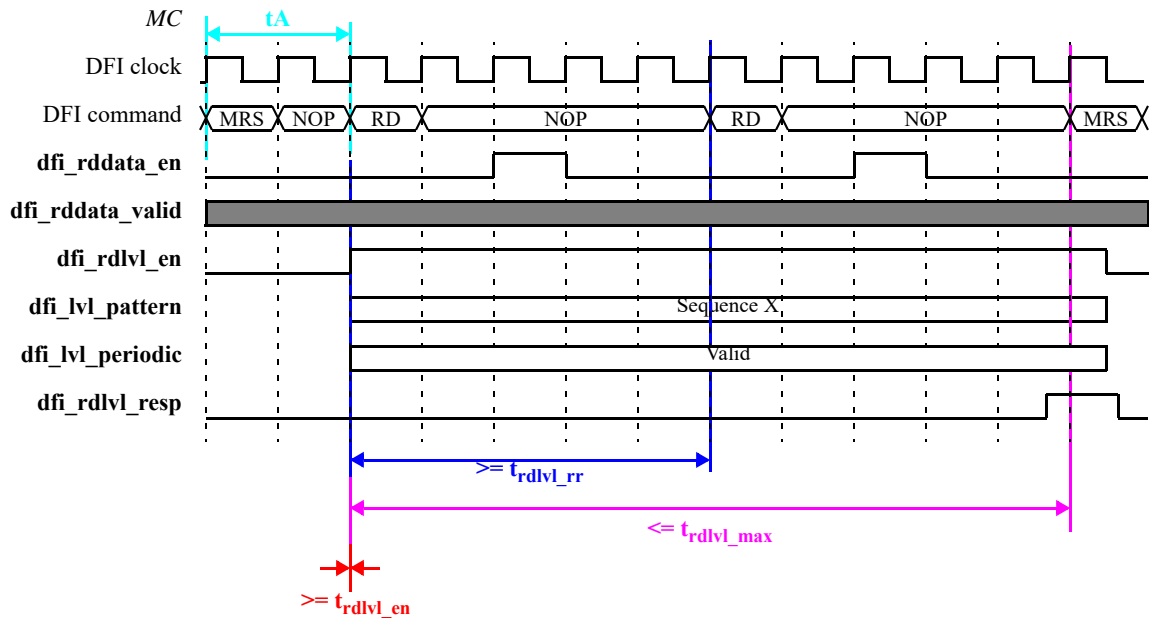 MC tA
DFI clock
DFI command MRS NOP RD NOP RD NOP MRS
dfi_rddata_en
dfi_rddata_valid
dfi_rdlvl_en
dfi_lvl_pattern Sequence X
dfi_lvl_periodic Valid
dfi_rdlvl_resp
>= trdlvl_rr
<= trdlvl_max
>= trdlvl_en